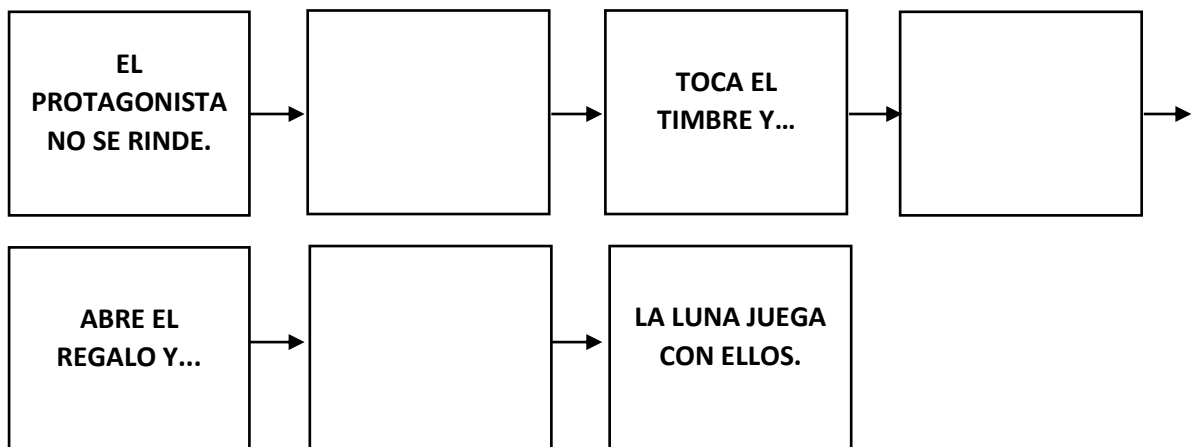 EL
PROTAGONISTA
NO SE RINDE.
TOCA EL
TIMBRE Y...
ABRE EL
REGALO Y...
LA LUNA JUEGA
CON ELLOS.